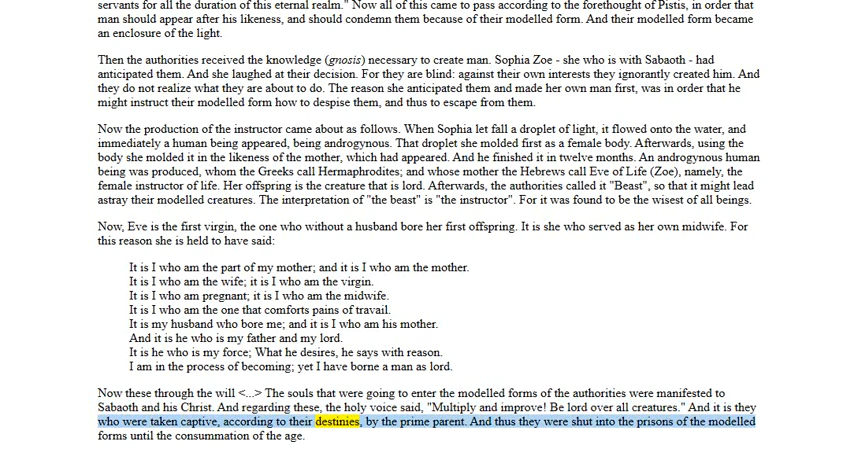 servants for all the duration of this eternal realm." Now all of this came to pass according to the forethought of Pistis, in order that
man should appear after his likeness, and should condemn them because of their modelled form. And their modelled form became
an enclosure of the light.
Then the authorities received the knowledge (gnosis) necessary to create man. Sophia Zoe - she who is with Sabaoth - had
anticipated them. And she laughed at their decision. For they are blind: against their own interests they ignorantly created him. And
they do not realize what they are about to do. The reason she anticipated them and made her own man first, was in order that he
might instruct their modelled form how to despise them, and thus to escape from them.
Now the production of the instructor came about as follows. When Sophia let fall a droplet of light, it flowed onto the water, and
immediately a human being appeared, being androgynous. That droplet she molded first as a female body. Afterwards, using the
body she molded it in the likeness of the mother, which had appeared. And he finished it in twelve months. An androgynous human
being was produced, whom the Greeks call Hermaphrodites; and whose mother the Hebrews call Eve of Life (Zoe), namely, the
female instructor of life. Her offspring is the creature that is lord. Afterwards, the authorities called it "Beast", so that it might lead
astray their modelled creatures. The interpretation of "the beast" is "the instructor". For it was found to be the wisest of all beings.
Now, Eve is the first virgin, the one who without a husband bore her first offspring. It is she who served as her own midwife. For
this reason she is held to have said:
It is I who am the part of my mother; and it is I who am the mother.
It is I who am the wife; it is I who am the virgin.
It is I who am pregnant; it is I who am the midwife.
It is I who am the one that comforts pains of travail.
It is my husband who bore me; and it is I who am his mother.
And it is he who is my father and my lord.
It is he who is my force; What he desires, he says with reason.
I am in the process of becoming; yet I have borne a man as lord.
Now these through the will <...> The souls that were going to enter the modelled forms of the authorities were manifested to
Sabaoth and his Christ. And regarding these, the holy voice said, "Multiply and improve! Be lord over all creatures." And it is they
who were taken captive, according to their destinies, by the prime parent. And thus they were shut into the prisons of the modelled
forms until the consummation of the age.